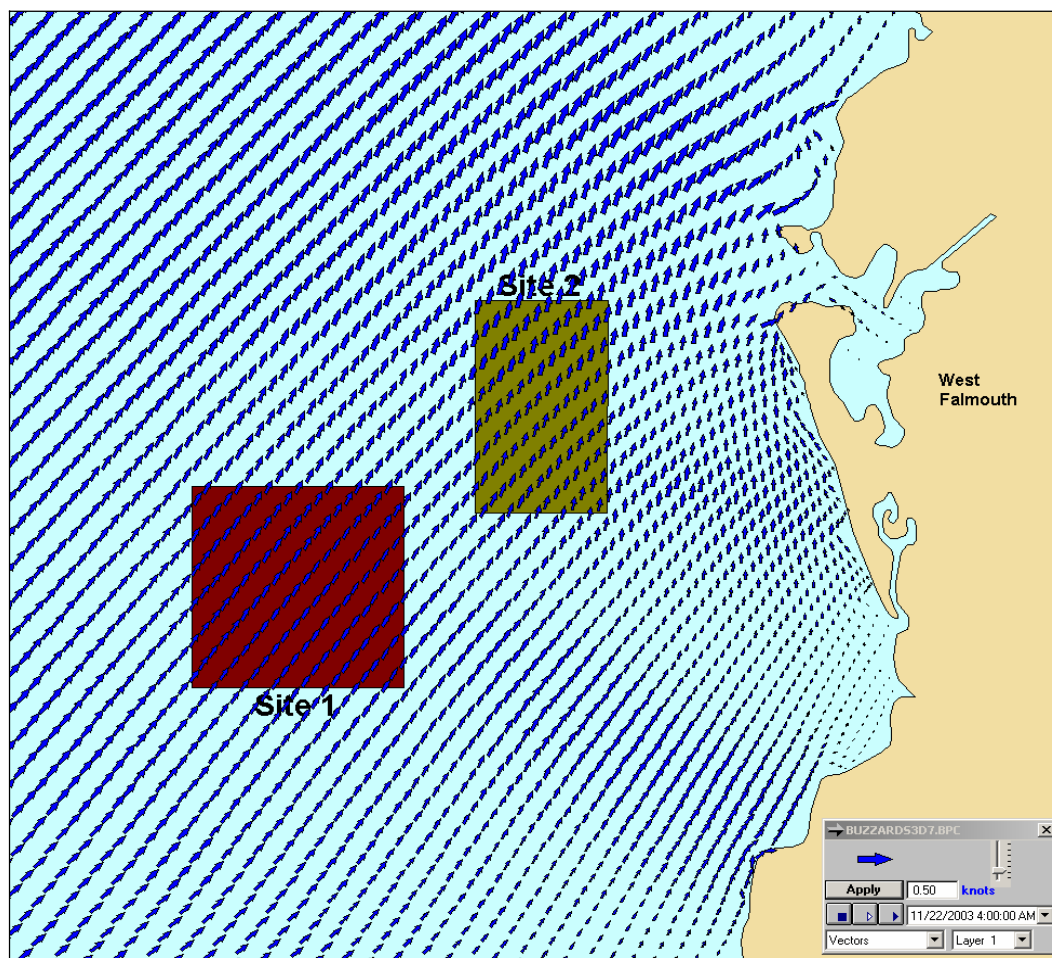 Site 2
West
Falmouth
Site 1
BUZZARDS3D7.BPC
Apply
0.50
knots
11/22/2003 4:00:00 AM
Vectors
Layer 1